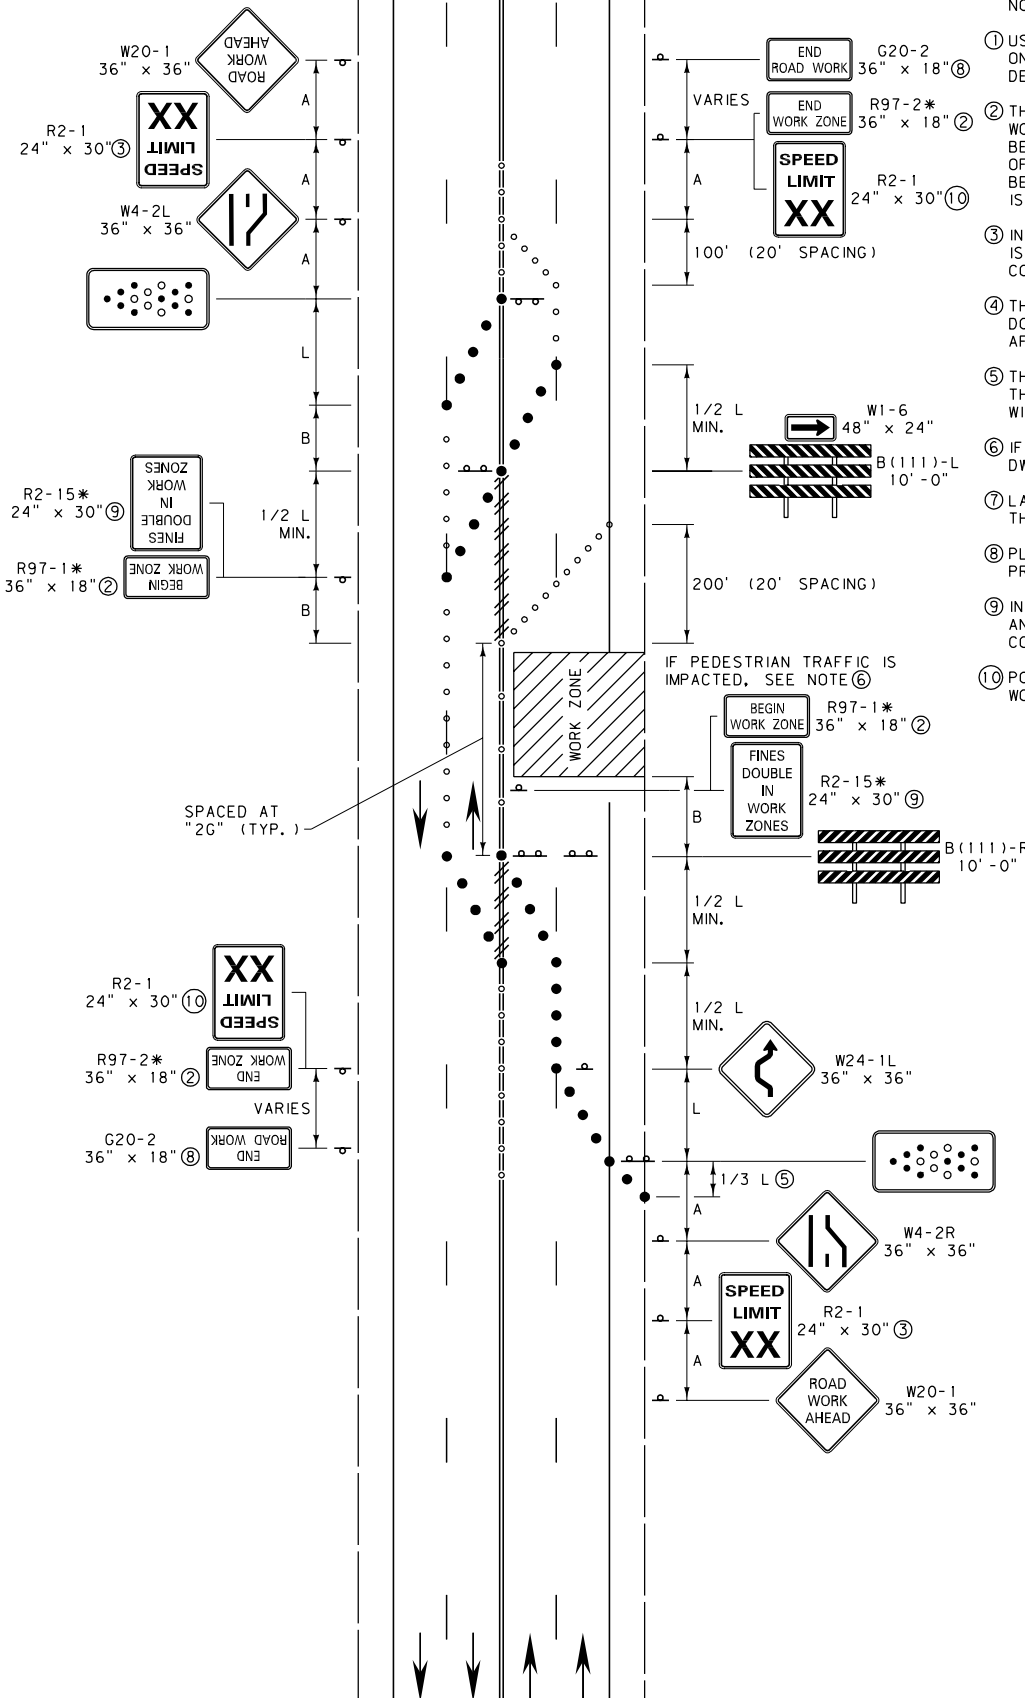 W20-1
36" x 36"
ROAD
WORK
AHEAD
A
R2-1
24" x 30" ③
SPEED
LIMIT
XX
A
W4-2L
36" x 36"
A
L
B
R2-15*
24" x 30" ⑨
FINES
DOUBLE
IN
WORK
ZONES
1/2 L
MIN.
R97-1*
36" x 18" ②
BEGIN
WORK ZONE
B
SPACED AT
"2G" (TYP.)
R2-1
24" x 30" ⑩
SPEED
LIMIT
XX
R97-2*
36" x 18" ②
END
WORK ZONE
VARIES
G20-2
36" x 18" ⑧
END
ROAD WORK
WORK ZONE
END
ROAD WORK
G20-2
36" x 18" ⑧
VARIES
END
WORK ZONE
R97-2*
36" x 18" ②
A
SPEED
LIMIT
XX
R2-1
24" x 30" ⑩
100' (20' SPACING)
1/2 L
MIN.
W1-6
48" x 24"
B(111)-L
10'-0"
200' (20' SPACING)
IF PEDESTRIAN TRAFFIC IS
IMPACTED, SEE NOTE ⑥
BEGIN
WORK ZONE
R97-1*
36" x 18" ②
FINES
DOUBLE
IN
WORK
ZONES
R2-15*
24" x 30" ⑨
B
B(111)-R
10'-0"
1/2 L
MIN.
1/2 L
MIN.
W24-1L
36" x 36"
L
1/3 L ⑤
A
W4-2R
36" x 36"
A
SPEED
LIMIT
XX
R2-1
24" x 30" ③
A
ROAD
WORK
AHEAD
W20-1
36" x 36"
NO
① US
ON
DE
② TH
WO
BE
OF
BE
IS
③ IN
IS
CO
④ TH
DO
AF
⑤ TH
TH
WI
⑥ IF
DW
⑦ LA
TH
⑧ PL
PR
⑨ IN
AN
CO
⑩ PO
WO